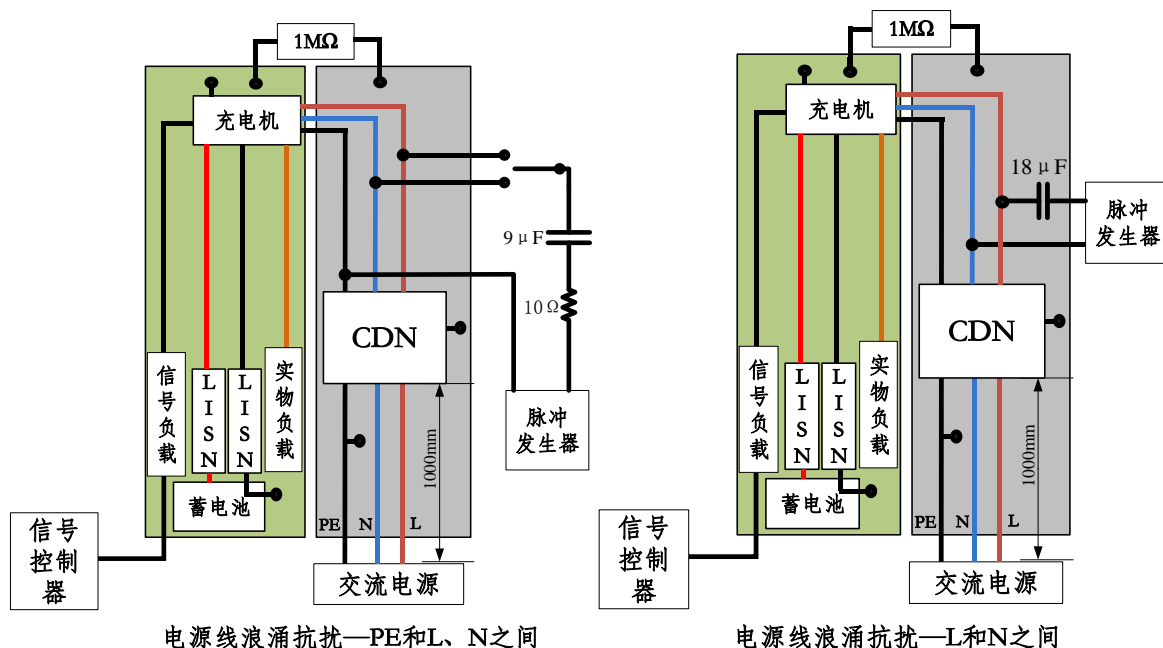 1MΩ
充电机
9μF
10Ω
CDN
信号负载
LISN
LISN
实物负载
脉冲
发生器
1000mm
蓄电池
PE
N
L
信号
控制
器
交流电源
电源线浪涌抗扰—PE和L、N之间
1MΩ
充电机
18μF
脉冲
发生器
CDN
信号负载
LISN
LISN
实物负载
1000mm
蓄电池
PE
N
L
信号
控制
器
交流电源
电源线浪涌抗扰—L和N之间